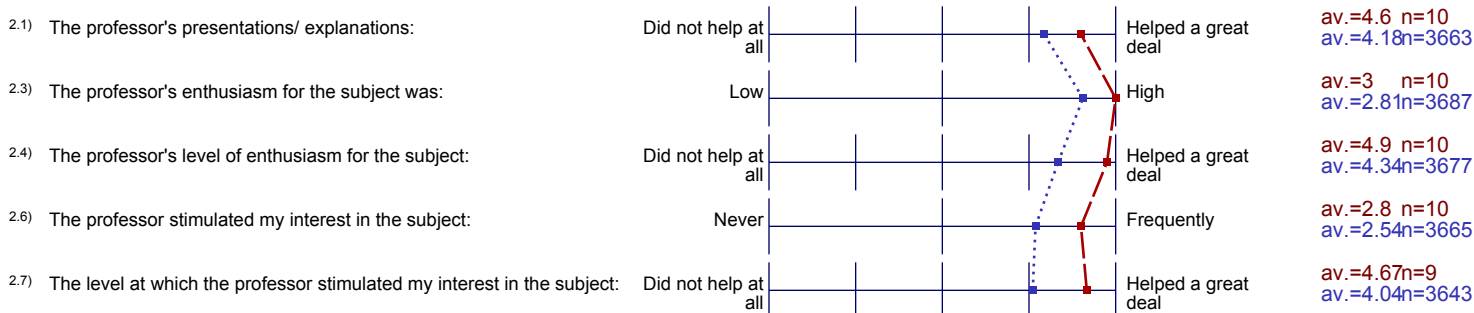 2.1) The professor's presentations/ explanations: Did not help at all Helped a great deal av.=4.6 n=10
av.=4.18n=3663
2.3) The professor's enthusiasm for the subject was: Low High av.=3 n=10
av.=2.81n=3687
2.4) The professor's level of enthusiasm for the subject: Did not help at all Helped a great deal av.=4.9 n=10
av.=4.34n=3677
2.6) The professor stimulated my interest in the subject: Never Frequently av.=2.8 n=10
av.=2.54n=3665
2.7) The level at which the professor stimulated my interest in the subject: Did not help at all Helped a great deal av.=4.67n=9
av.=4.04n=3643